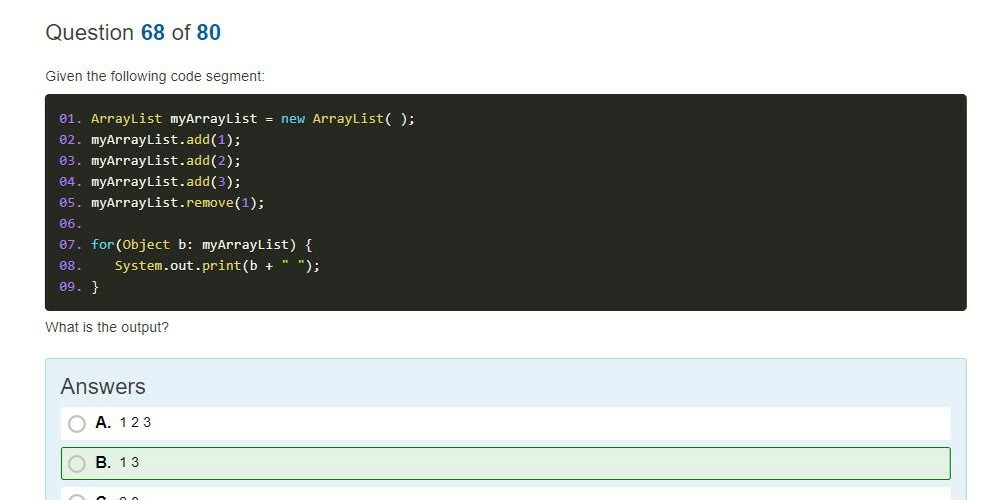 Question 68 of 80
Given the following code segment:
01. ArrayList myArrayList = new ArrayList( );
02. myArrayList.add(1);
03. myArrayList.add(2);
04. myArrayList.add(3);
05. myArrayList.remove(1);
06.
07. for(Object b: myArrayList) {
08.    System.out.print(b + " ");
09. }
What is the output?
Answers
A. 1 2 3
B. 1 3